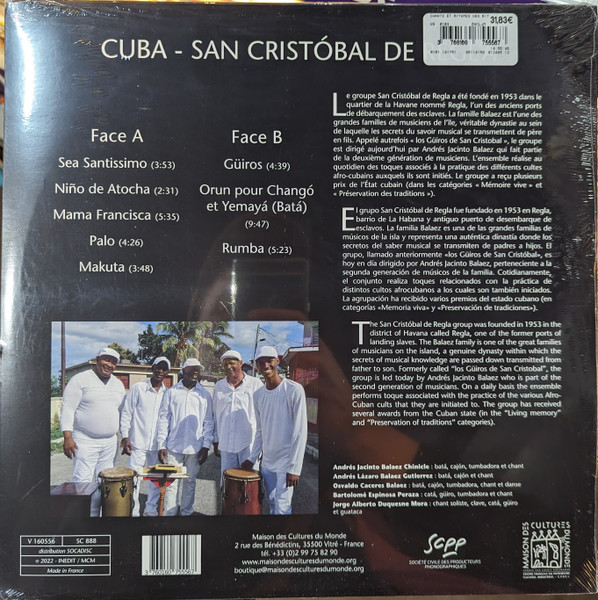 31,83€
3 760166 755567
CUBA - SAN CRISTÓBAL DE
Face A
Sea Santissimo (3:53)
Niño de Atocha (2:31)
Mama Francisca (5:35)
Palo (4:26)
Makuta (3:48)
Face B
Güiros (4:39)
Orun pour Changó
et Yemayá (Batá)
(9:47)
Rumba (5:23)
Le groupe San Cristóbal de Regla a été fondé en 1953 dans le
quartier de la Havane nommé Regla, l'un des anciens ports
de débarquement des esclaves. La famille Balaez est l'une des
grandes familles de musiciens de l'île, véritable dynastie au sein de
laquelle les secrets du savoir musical se transmettent de père
en fils. Appelé autrefois « los Güiros de San Cristobal », le groupe
est dirigé aujourd'hui par Andrés Jacinto Balaez qui fait partie
de la deuxième génération de musiciens. L'ensemble réalise au
quotidien des toques associés à la pratique des différents cultes
afro-cubains auxquels ils sont initiés. Le groupe a reçu plusieurs
prix de l'État cubain (dans les catégories « Mémoire vive » et
« Préservation des traditions »).
El grupo San Cristóbal de Regla fue fundado en 1953 en Regla,
barrio de La Habana y antiguo puerto de desembarque de
esclavos. La familia Balaez es una de las grandes familias de
músicos de la isla y representa una auténtica dinastía donde los
secretos del saber musical se transmiten de padres a hijos. El
grupo, llamado anteriormente «los Güiros de San Cristóbal», es
hoy en día dirigido por Andrés Jacinto Balaez, perteneciente a la
segunda generación de músicos de la familia. Cotidianamente,
el conjunto realiza toques relacionados con la práctica de
distintos cultos afrocubanos a los cuales son también iniciados.
La agrupación ha recibido varios premios del estado cubano (en
categorías «Memoria viva» y «Preservación de tradiciones»).
The San Cristóbal de Regla group was founded in 1953 in the
district of Havana called Regla, one of the former ports of
landing slaves. The Balaez family is one of the great families
of musicians on the island, a genuine dynasty within which the
secrets of musical knowledge are passed down transmitted from
father to son. Formerly called "los Güiros de San Cristobal", the
group is led today by Andrés Jacinto Balaez who is part of the
second generation of musicians. On a daily basis the ensemble
performs toque associated with the practice of the various Afro-
Cuban cults that they are initiated to. The group has received
several awards from the Cuban state (in the "Living memory"
and "Preservation of traditions" categories).
Andrés Jacinto Balaez Chinicle : batá, cajón, tumbadora et chant
Andrés Lázaro Balaez Gutierrez : batá, cajón et chant
Osvaldo Caceres Balaez : batá, cajón, tumbadora, chant et danse
Bartolomé Espinosa Peraza : catá, güiro, tumbadora et chant
Jorge Alberto Duquesne Mora : chant soliste, clave, catá, güiro
et guataca
V 160556
SC 888
distribution SOCADISC
℗ 2022 - INEDIT / MCM
Made in France
3 760166 755567
Maison des Cultures du Monde
2 rue des Bénédictins, 35500 Vitré - France
tél. +33 (0)2 99 75 82 90
www.maisondesculturesdumonde.org
boutique@maisondesculturesdumonde.org
scpp
SOCIÉTÉ CIVILE DES PRODUCTEURS
PHONOGRAPHIQUES
MAISON DES CULTURES DU MONDE